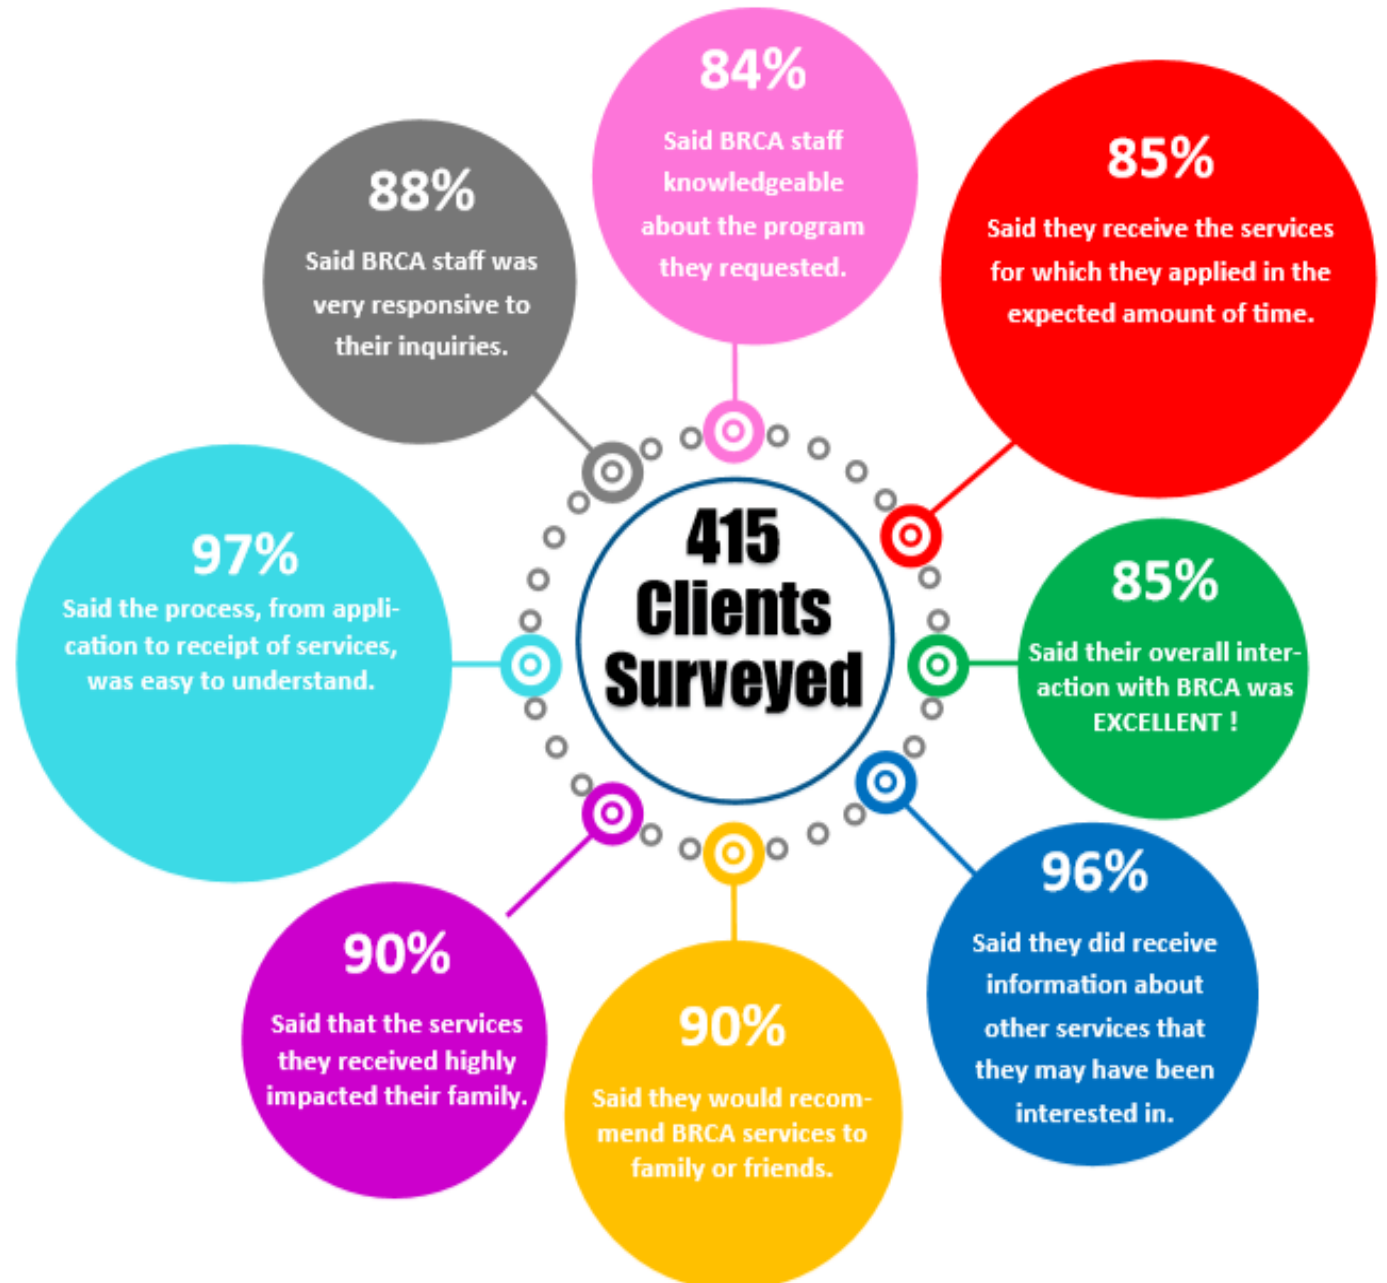 84%
Said BRCA staff
knowledgeable
about the program
they requested.
85%
Said they receive the services
for which they applied in the
expected amount of time.
88%
Said BRCA staff was
very responsive to
their inquiries.
415
Clients
Surveyed
97%
Said the process, from appli-
cation to receipt of services,
was easy to understand.
85%
Said their overall inter-
action with BRCA was
EXCELLENT !
96%
Said they did receive
information about
other services that
they may have been
interested in.
90%
Said that the services
they received highly
impacted their family.
90%
Said they would recom-
mend BRCA services to
family or friends.